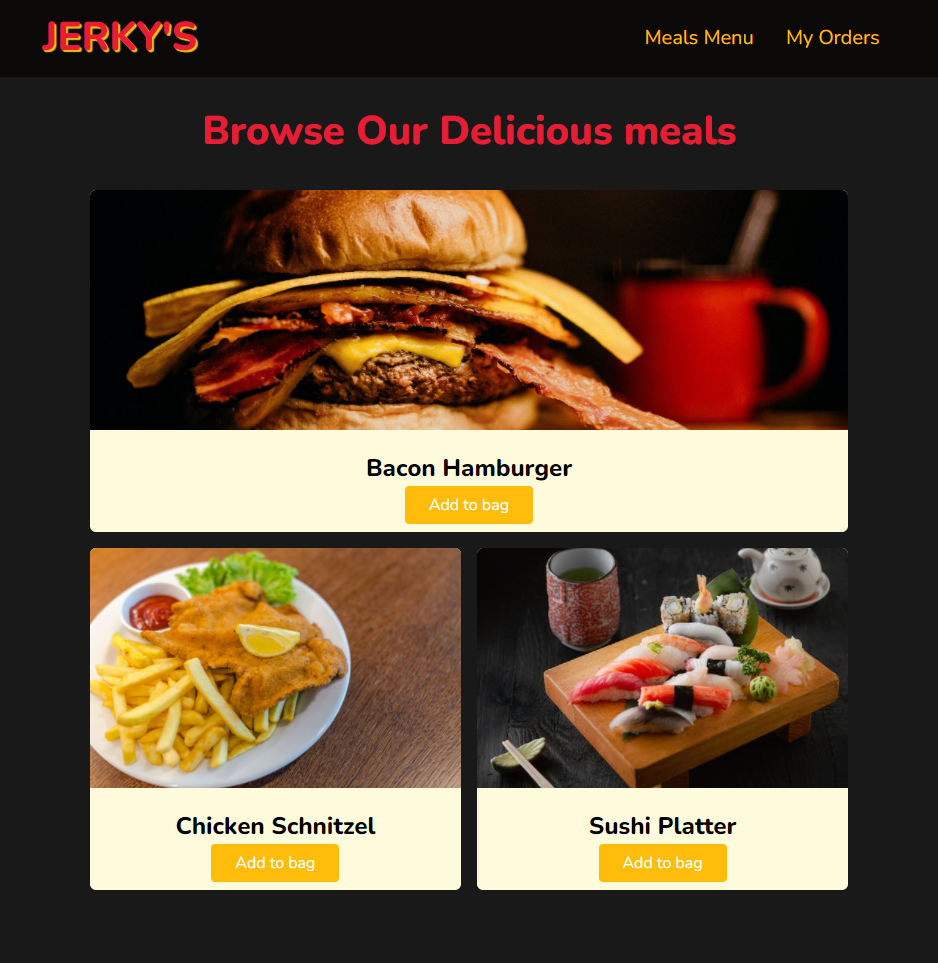 JERKY'S
Meals Menu
My Orders
Browse Our Delicious meals
Bacon Hamburger
Add to bag
Chicken Schnitzel
Add to bag
Sushi Platter
Add to bag